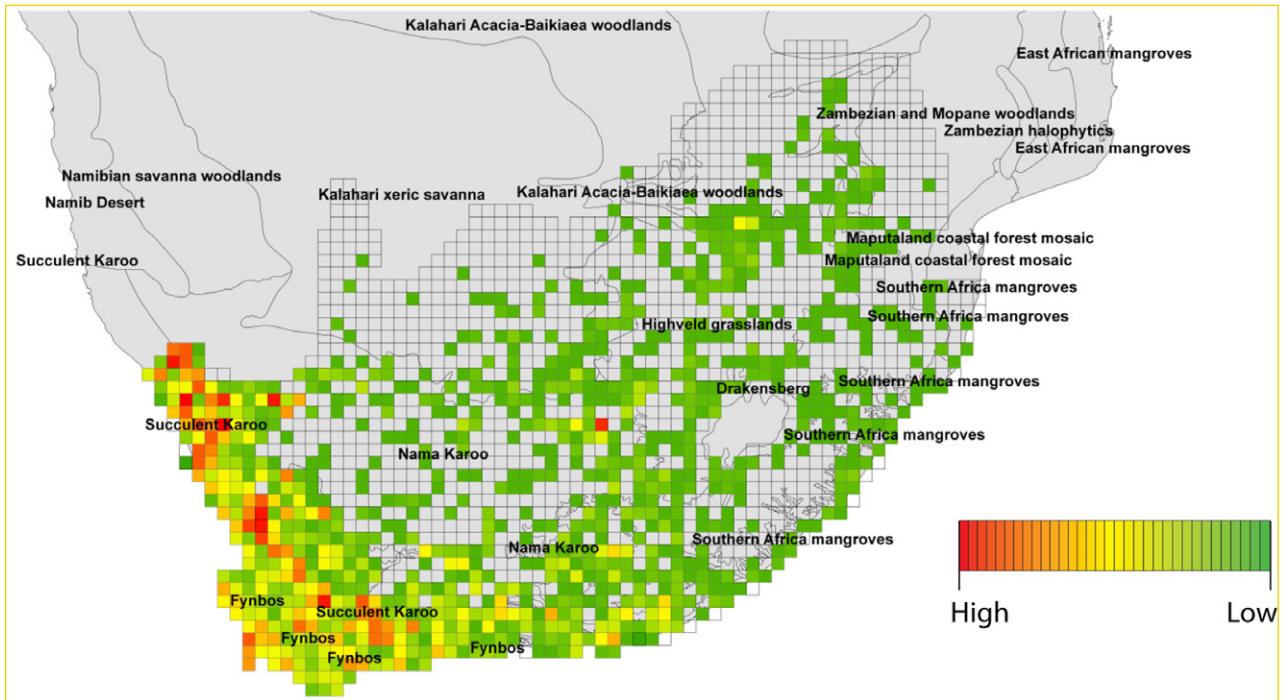 Kalahari Acacia-Baikiaea woodlands
East African mangroves
Zambezian and Mopane woodlands
Zambezian halophytics
East African mangroves
Namibian savanna woodlands
Kalahari xeric savanna
Kalahari Acacia-Baikiaea woodlands
Namib Desert
Maputaland coastal forest mosaic
Succulent Karoo
Maputaland coastal forest mosaic
Southern Africa mangroves
Southern Africa mangroves
Highveld grasslands
Southern Africa mangroves
Drakensberg
Succulent Karoo
Southern Africa mangroves
Nama Karoo
Southern Africa mangroves
Nama Karoo
Fynbos
Succulent Karoo
High
Low
Fynbos
Fynbos
Fynbos